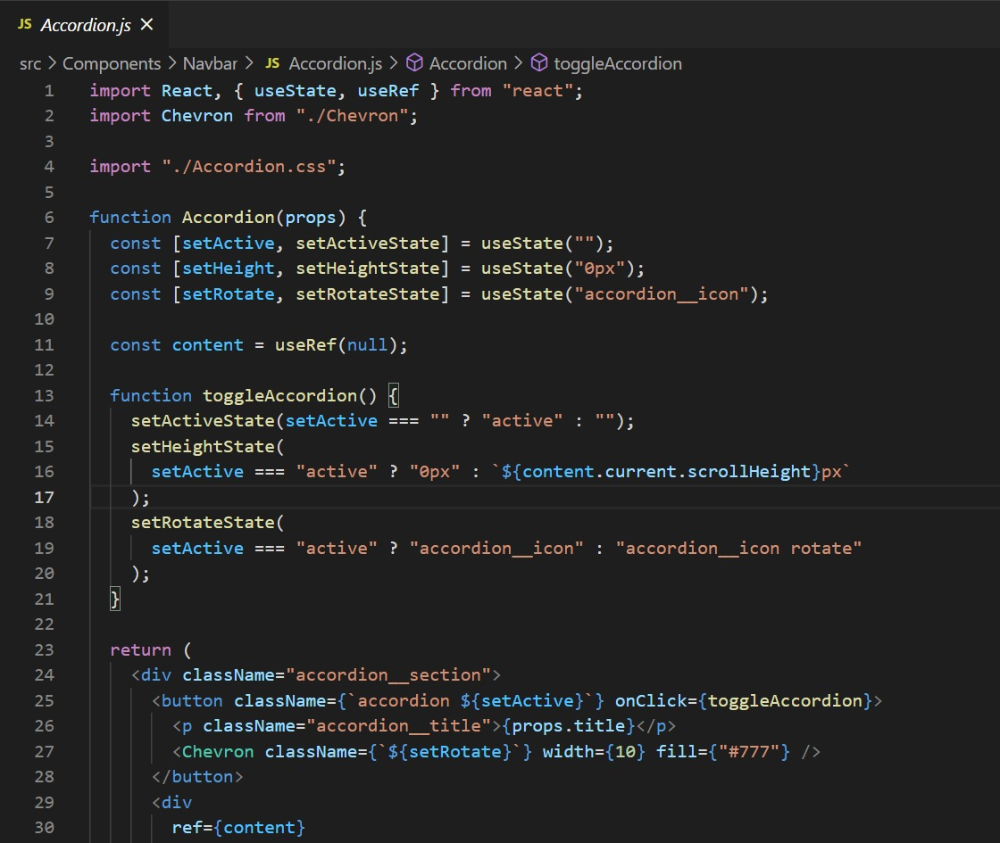 JS Accordion.js ×
src > Components > Navbar > JS Accordion.js > Accordion > toggleAccordion
1 import React, { useState, useRef } from "react";
2 import Chevron from "./Chevron";
3
4 import "./Accordion.css";
5
6 function Accordion(props) {
7 const [setActive, setActiveState] = useState("");
8 const [setHeight, setHeightState] = useState("0px");
9 const [setRotate, setRotateState] = useState("accordion__icon");
10
11 const content = useRef(null);
12
13 function toggleAccordion() {
14 setActiveState(setActive === "" ? "active" : "");
15 setHeightState(
16 setActive === "active" ? "0px" : `${content.current.scrollHeight}px`
17 );
18 setRotateState(
19 setActive === "active" ? "accordion__icon" : "accordion__icon rotate"
20 );
21 }
22
23 return (
24 <div className="accordion__section">
25 <button className={`accordion ${setActive}`} onClick={toggleAccordion}>
26 <p className="accordion__title">{props.title}</p>
27 <Chevron className={`${setRotate}`} width={10} fill={"#777"} />
28 </button>
29 <div
30 ref={content}